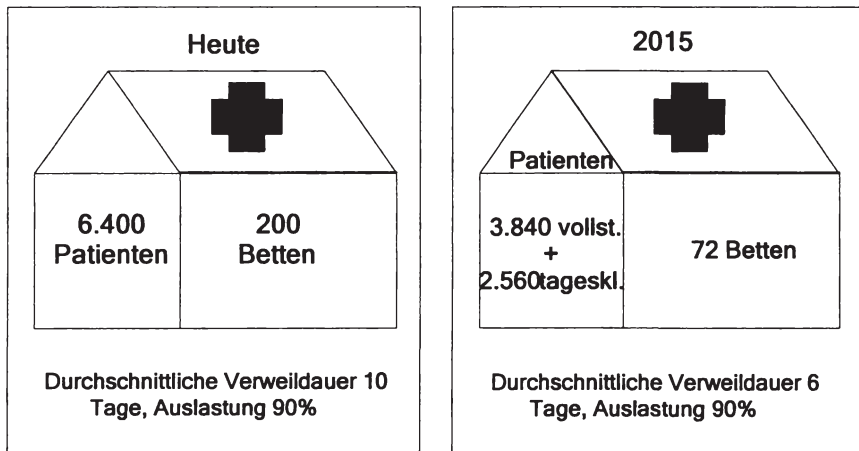 Heute
6.400
Patienten
200
Betten
Durchschnittliche Verweildauer 10
Tage, Auslastung 90%
2015
Patienten
3.840 vollst.
+
2.560tageskl.
72 Betten
Durchschnittliche Verweildauer 6
Tage, Auslastung 90%